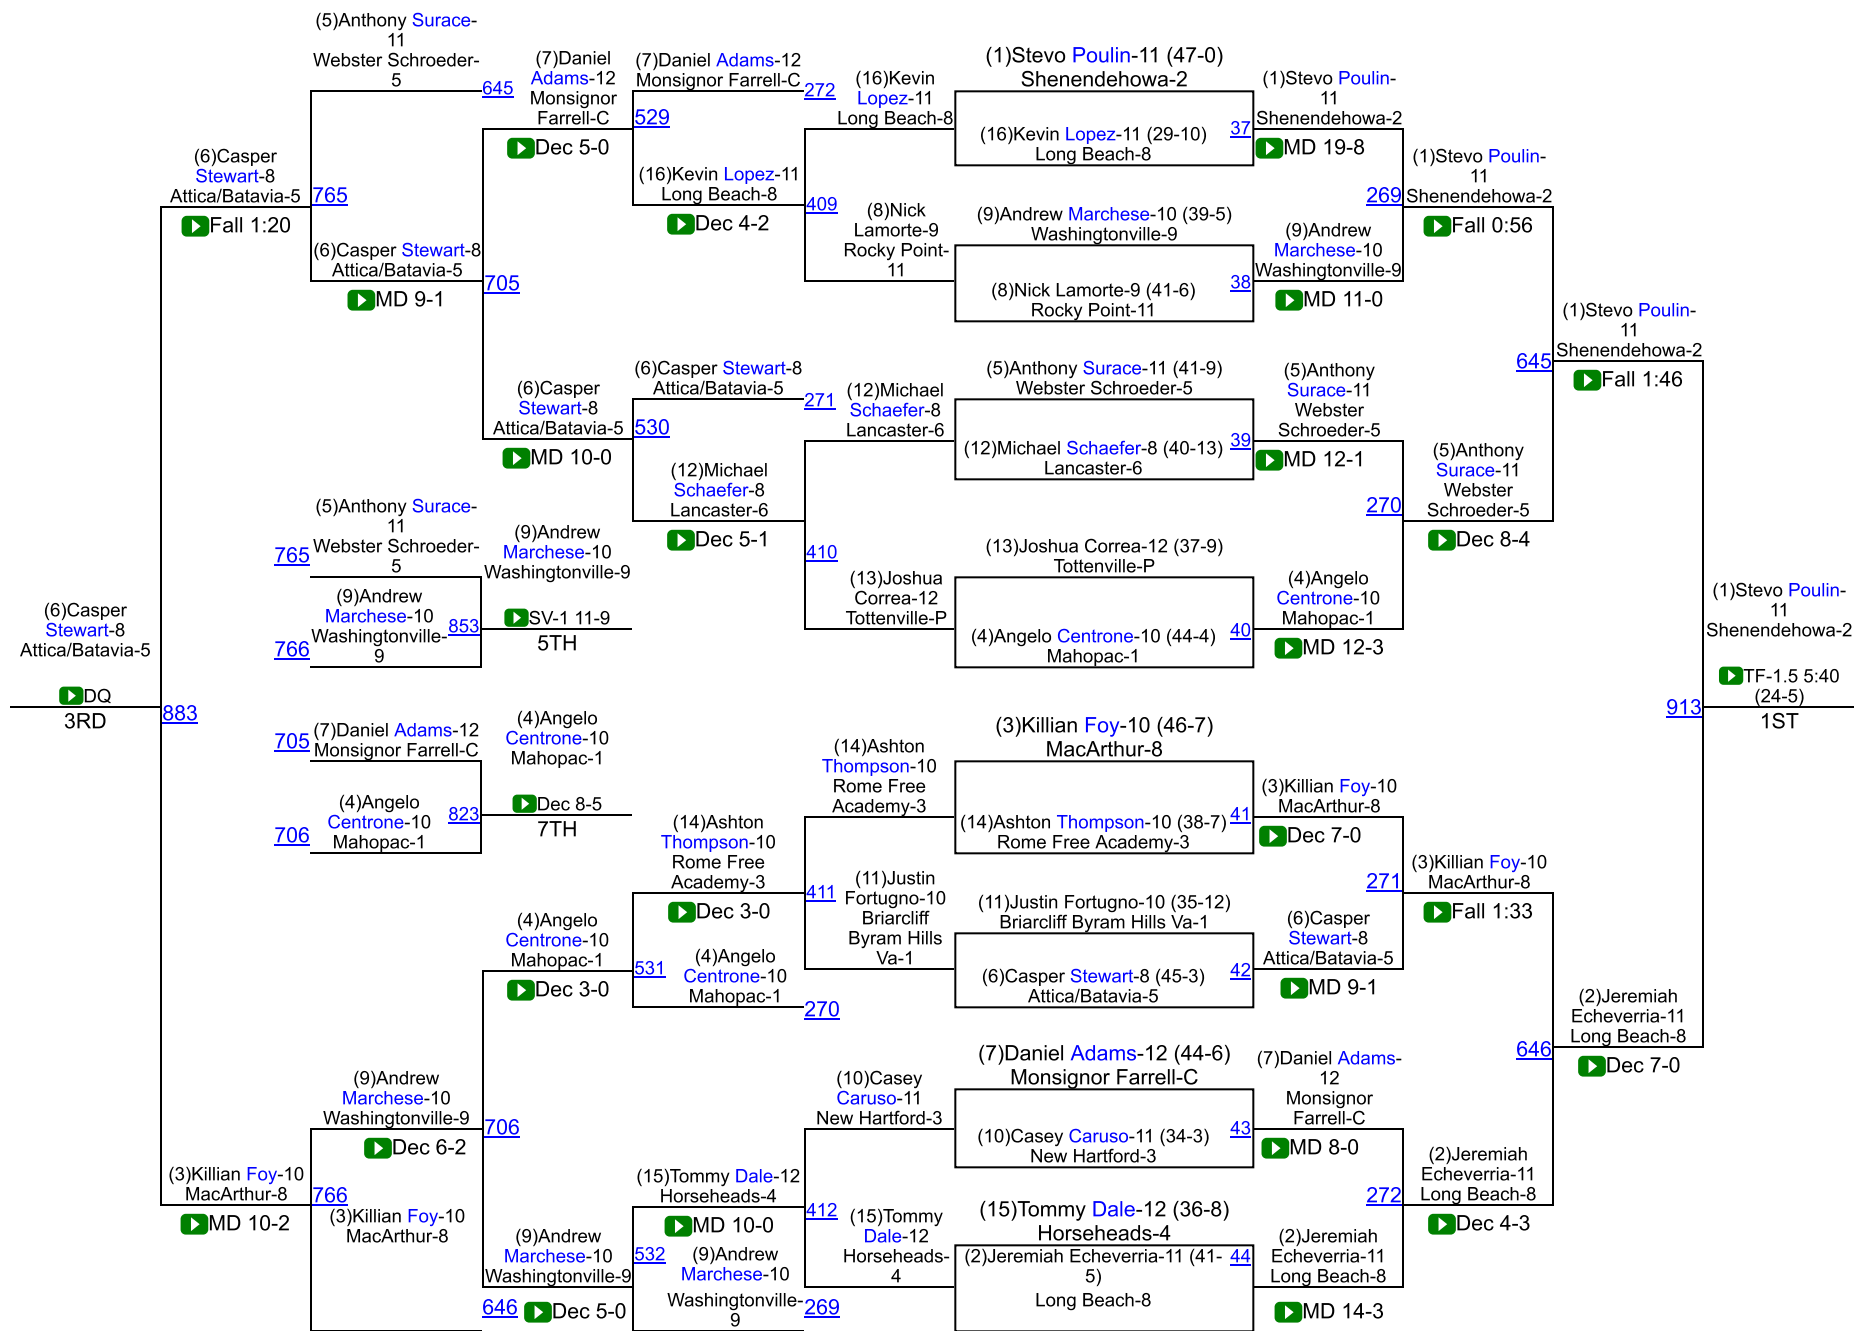 (5)Anthony Surace-
11
Webster Schroeder-
5
645
(6)Casper
Stewart-8
Attica/Batavia-5
Fall 1:20
765
(6)Casper Stewart-8
Attica/Batavia-5
MD 9-1
705
(7)Daniel
Adams-12
Monsignor
Farrell-C
Dec 5-0
529
(7)Daniel Adams-12
Monsignor Farrell-C
272
(16)Kevin Lopez-11
Long Beach-8
Dec 4-2
409
(16)Kevin
Lopez-11
Long Beach-8
(8)Nick
Lamorte-9
Rocky Point-
11
(1)Stevo Poulin-11 (47-0)
Shenendehowa-2
(16)Kevin Lopez-11 (29-10)
Long Beach-8
37
(1)Stevo Poulin-
11
Shenendehowa-2
MD 19-8
(9)Andrew Marchese-10 (39-5)
Washingtonville-9
(8)Nick Lamorte-9 (41-6)
Rocky Point-11
38
(9)Andrew
Marchese-10
Washingtonville-9
MD 11-0
269
(1)Stevo Poulin-
11
Shenendehowa-2
Fall 0:56
(6)Casper
Stewart-8
Attica/Batavia-5
MD 10-0
530
(6)Casper Stewart-8
Attica/Batavia-5
271
(12)Michael
Schaefer-8
Lancaster-6
Dec 5-1
410
(12)Michael
Schaefer-8
Lancaster-6
(13)Joshua
Correa-12
Tottenville-P
(5)Anthony Surace-11 (41-9)
Webster Schroeder-5
(12)Michael Schaefer-8 (40-13)
Lancaster-6
39
(5)Anthony
Surace-11
Webster
Schroeder-5
MD 12-1
(13)Joshua Correa-12 (37-9)
Tottenville-P
(4)Angelo Centrone-10 (44-4)
Mahopac-1
40
(4)Angelo
Centrone-10
Mahopac-1
MD 12-3
270
(5)Anthony
Surace-11
Webster
Schroeder-5
Dec 8-4
645
(1)Stevo Poulin-
11
Shenendehowa-2
Fall 1:46
(5)Anthony Surace-
11
Webster Schroeder-
5
765
(9)Andrew
Marchese-10
Washingtonville-
9
766
853
(9)Andrew
Marchese-10
Washingtonville-9
SV-1 11-9
5TH
(6)Casper
Stewart-8
Attica/Batavia-5
DQ
3RD
883
(1)Stevo Poulin-
11
Shenendehowa-2
TF-1.5 5:40
(24-5)
1ST
913
705
(7)Daniel Adams-12
Monsignor Farrell-C
706
(4)Angelo
Centrone-10
Mahopac-1
823
(4)Angelo
Centrone-10
Mahopac-1
Dec 8-5
7TH
(14)Ashton
Thompson-10
Rome Free
Academy-3
Dec 3-0
411
(14)Ashton
Thompson-10
Rome Free
Academy-3
(11)Justin
Fortugno-10
Briarcliff
Byram Hills
Va-1
(3)Killian Foy-10 (46-7)
MacArthur-8
(14)Ashton Thompson-10 (38-7)
Rome Free Academy-3
41
(3)Killian Foy-10
MacArthur-8
Dec 7-0
(11)Justin Fortugno-10 (35-12)
Briarcliff Byram Hills Va-1
(6)Casper Stewart-8 (45-3)
Attica/Batavia-5
42
(6)Casper
Stewart-8
Attica/Batavia-5
MD 9-1
271
(3)Killian Foy-10
MacArthur-8
Fall 1:33
(4)Angelo
Centrone-10
Mahopac-1
Dec 3-0
531
(4)Angelo
Centrone-10
Mahopac-1
270
(2)Jeremiah
Echeverria-11
Long Beach-8
646
Dec 7-0
(9)Andrew
Marchese-10
Washingtonville-9
Dec 6-2
706
(3)Killian Foy-10
MacArthur-8
MD 10-2
766
(3)Killian Foy-10
MacArthur-8
646
(9)Andrew
Marchese-10
Washingtonville-9
Dec 5-0
(15)Tommy Dale-12
Horseheads-4
MD 10-0
412
532
(9)Andrew
Marchese-10
Washingtonville-
9
269
(10)Casey
Caruso-11
New Hartford-3
(15)Tommy
Dale-12
Horseheads-
4
(7)Daniel Adams-12 (44-6)
Monsignor Farrell-C
(10)Casey Caruso-11 (34-3)
New Hartford-3
43
(7)Daniel Adams-
12
Monsignor
Farrell-C
MD 8-0
(15)Tommy Dale-12 (36-8)
Horseheads-4
(2)Jeremiah Echeverria-11 (41-
5)
Long Beach-8
44
(2)Jeremiah
Echeverria-11
Long Beach-8
MD 14-3
272
(2)Jeremiah
Echeverria-11
Long Beach-8
Dec 4-3